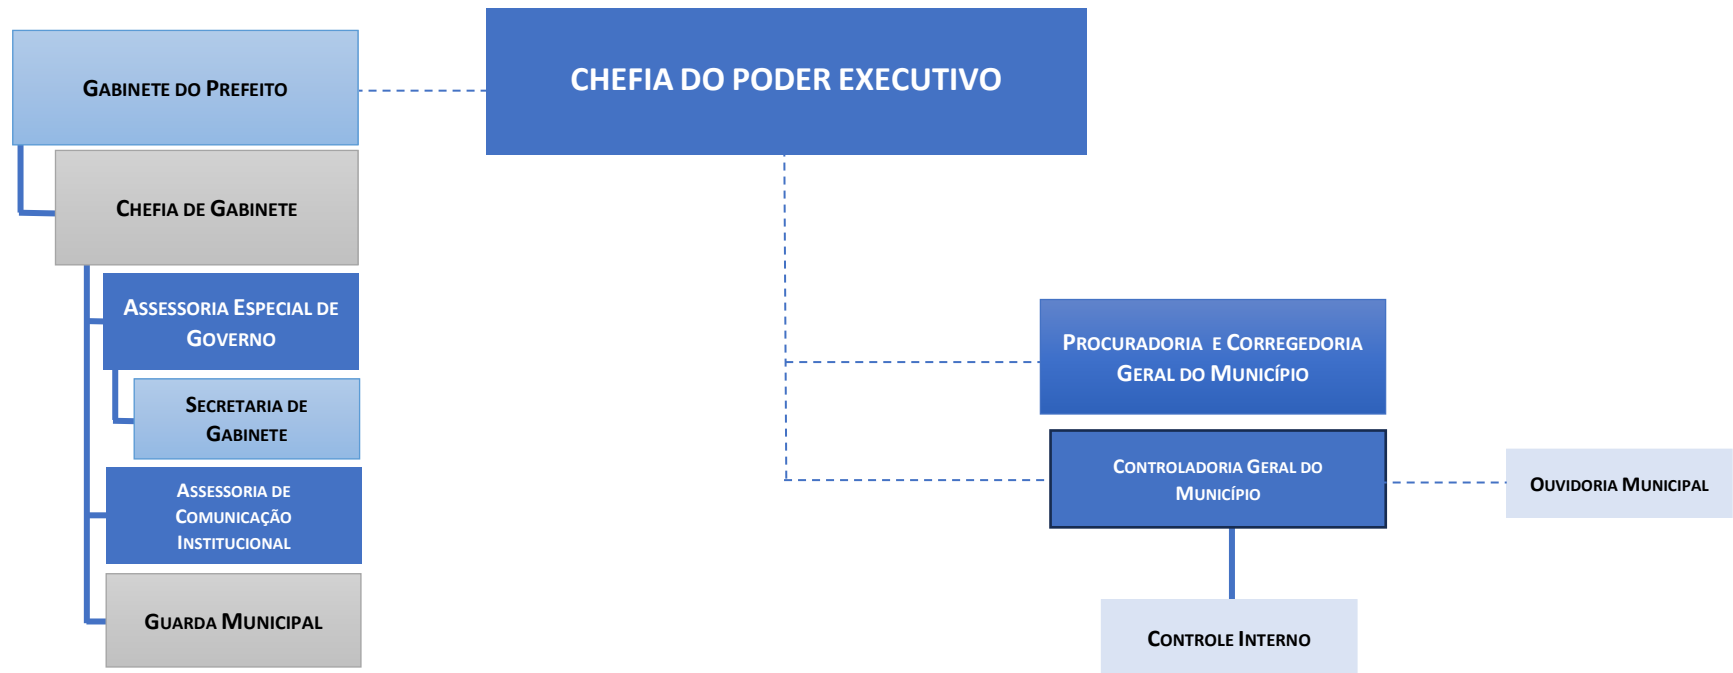 GABINETE DO PREFEITO
CHEFIA DO PODER EXECUTIVO
CHEFIA DE GABINETE
ASSESSORIA ESPECIAL DE
GOVERNO
SECRETARIA DE
GABINETE
ASSESSORIA DE
COMUNICAÇÃO
INSTITUCIONAL
GUARDA MUNICIPAL
PROCURADORIA E CORREGEDORIA
GERAL DO MUNICÍPIO
CONTROLADORIA GERAL DO
MUNICÍPIO
OUVIDORIA MUNICIPAL
CONTROLE INTERNO